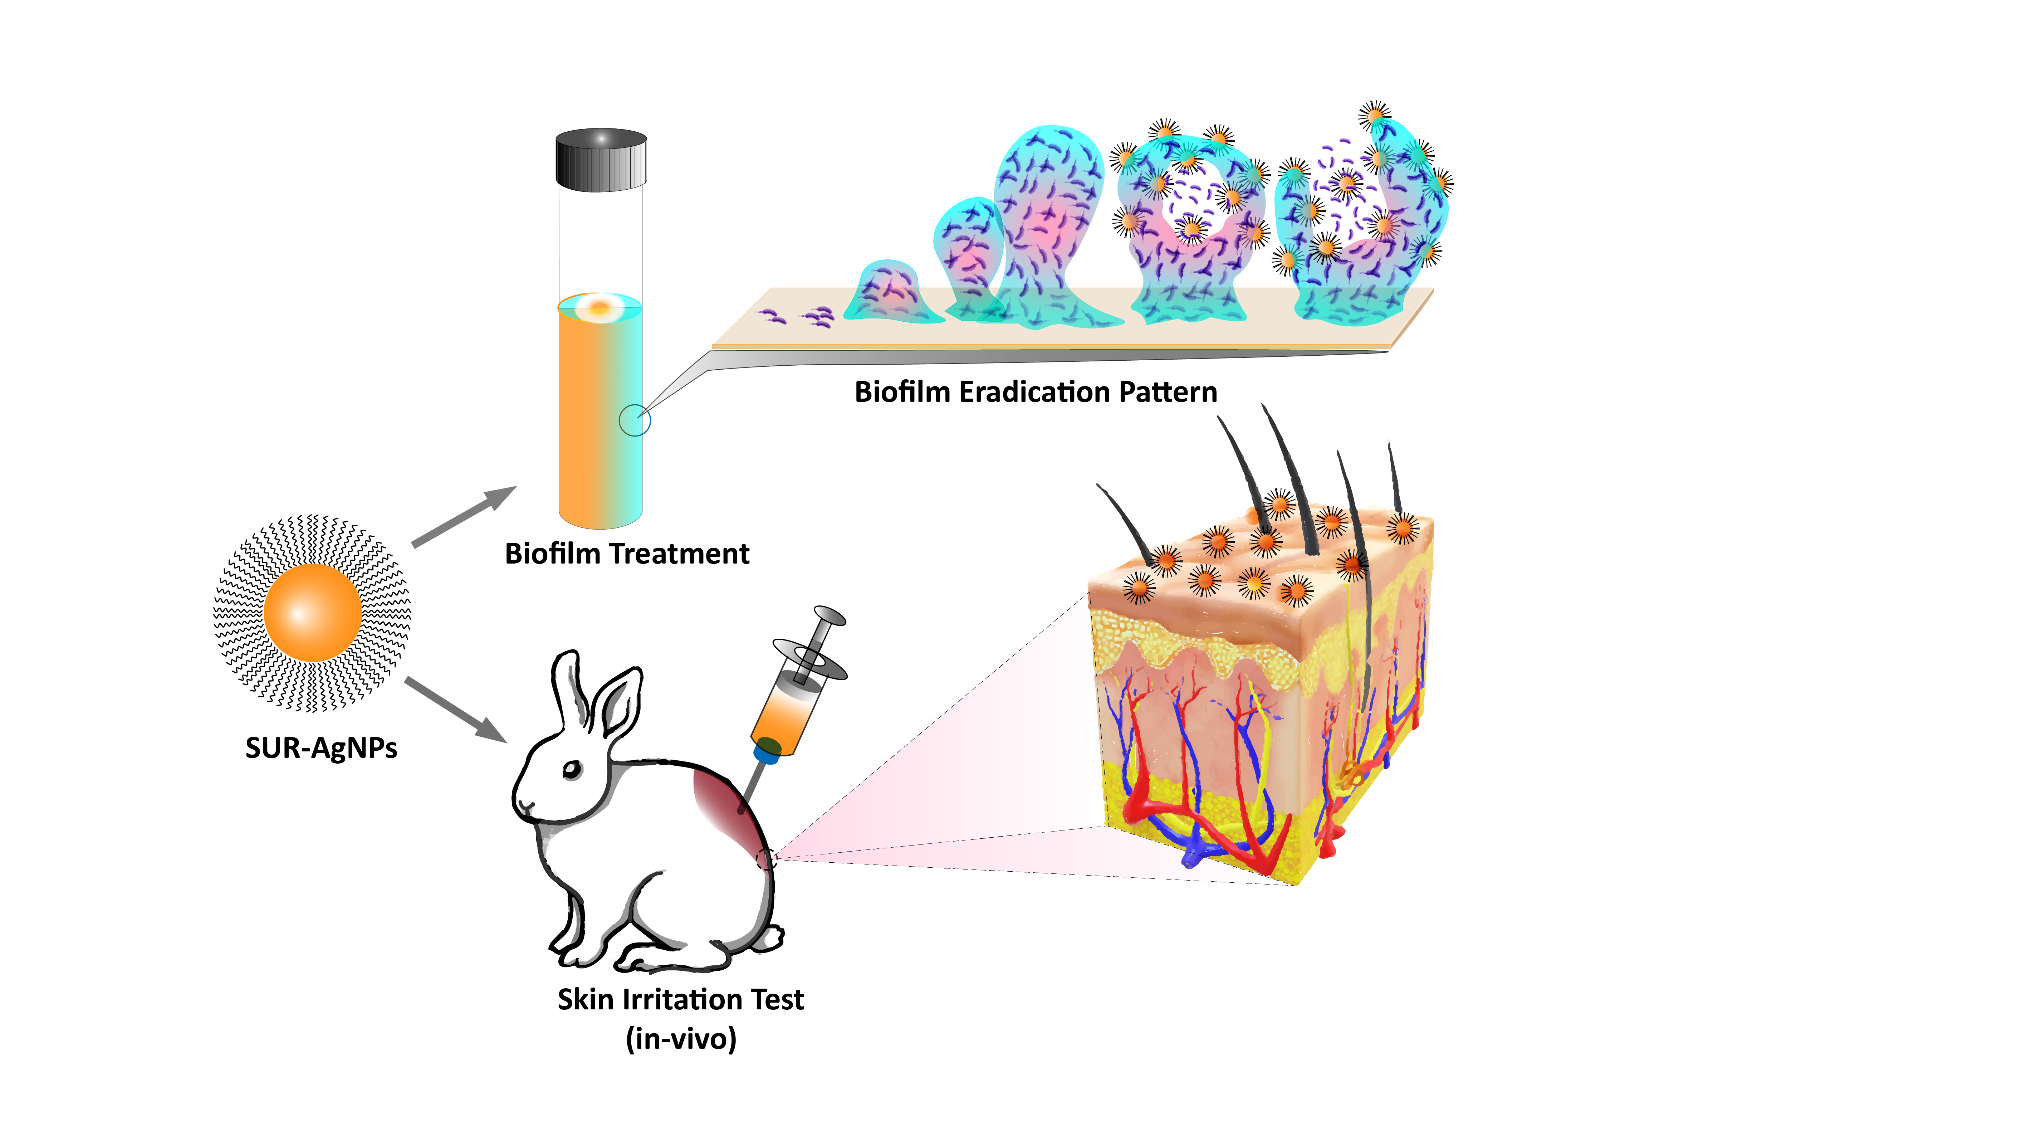 Biofilm Eradication Pattern
Biofilm Treatment
SUR-AgNPs
Skin Irritation Test
(in-vivo)